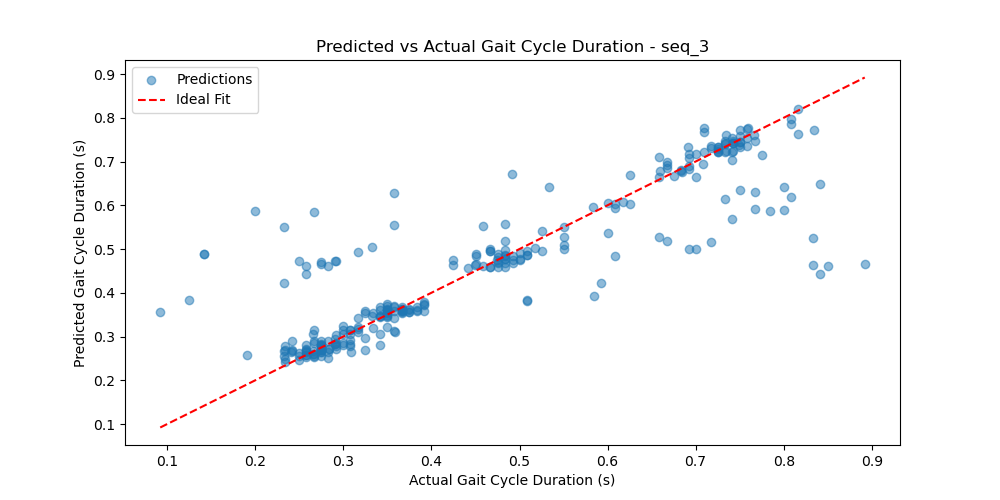 Predicted vs Actual Gait Cycle Duration - seq_3
Predictions
Ideal Fit
Predicted Gait Cycle Duration (s)
0.9
0.8
0.7
0.6
0.5
0.4
0.3
0.2
0.1
0.1 0.2 0.3 0.4 0.5 0.6 0.7 0.8 0.9
Actual Gait Cycle Duration (s)